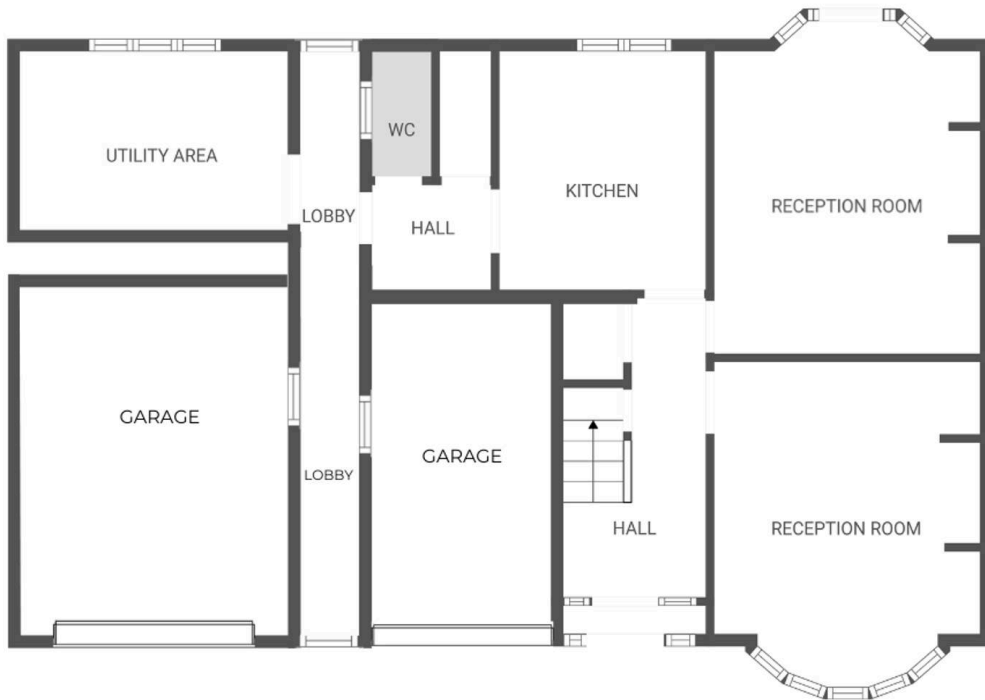 WC
UTILITY AREA
KITCHEN
RECEPTION ROOM
LOBBY
HALL
GARAGE
GARAGE
LOBBY
HALL
RECEPTION ROOM